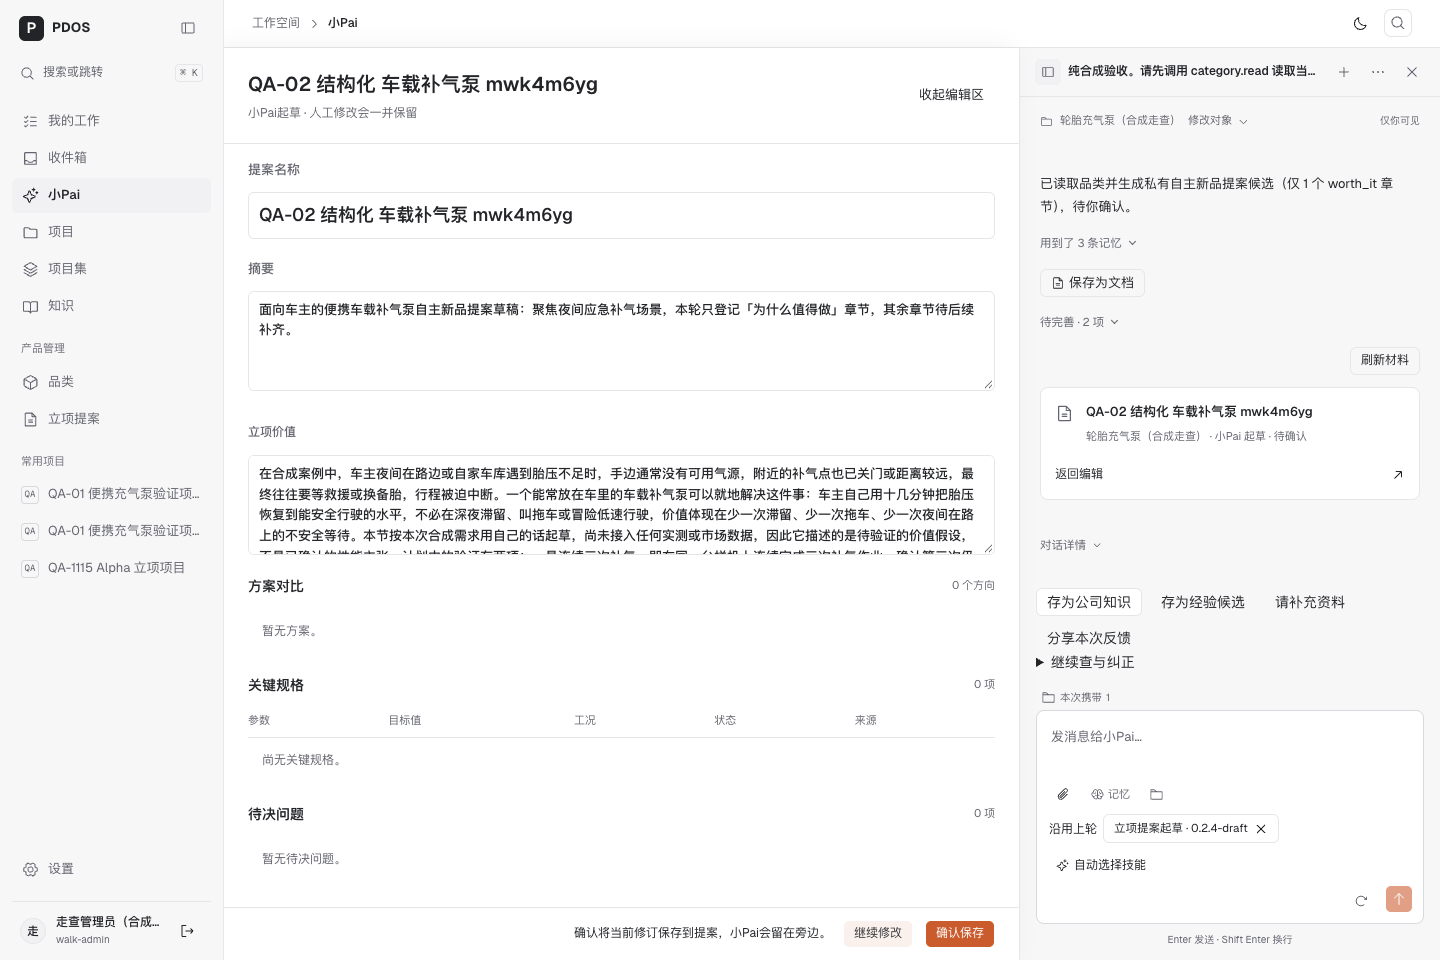 P PDOS
搜索或跳转 ⌘ K
我的工作
收件箱
小Pai
项目
项目集
知识
产品管理
品类
立项提案
常用项目
QA QA-01 便携充气泵验证项...
QA QA-01 便携充气泵验证项...
QA QA-1115 Alpha 立项项目
设置
走 走查管理员（合成...
walk-admin
工作空间 > 小Pai
QA-02 结构化 车载补气泵 mwk4m6yg
小Pai起草 · 人工修改会一并保留
收起编辑区
提案名称
QA-02 结构化 车载补气泵 mwk4m6yg
摘要
面向车主的便携车载补气泵自主新品提案草稿：聚焦夜间应急补气场景，本轮只登记「为什么值得做」章节，其余章节待后续
补齐。
立项价值
在合成案例中，车主夜间在路边或自家车库遇到胎压不足时，手边通常没有可用气源，附近的补气点也已关门或距离较远，最
终往往要等救援或换备胎，行程被迫中断。一个能常放在车里的车载补气泵可以就地解决这件事：车主自己用十几分钟把胎压
恢复到能安全行驶的水平，不必在深夜滞留、叫拖车或冒险低速行驶，价值体现在少一次滞留、少一次拖车、少一次夜间在路
上的不安全等待。本节按本次合成需求用自己的话起草，尚未接入任何实测或市场数据，因此它描述的是待验证的价值假设，
方案对比 0 个方向
暂无方案。
关键规格 0 项
参数 目标值 工况 状态 来源
尚无关键规格。
待决问题 0 项
暂无待决问题。
确认将当前修订保存到提案，小Pai会留在旁边。 继续修改 确认保存
纯合成验收。请先调用 category.read 读取当...
轮胎充气泵（合成走查） 修改对象 仅你可见
已读取品类并生成私有自主新品提案候选（仅 1 个 worth_it 章
节），待你确认。
用到了 3 条记忆
保存为文档
待完善 · 2 项
刷新材料
QA-02 结构化 车载补气泵 mwk4m6yg
轮胎充气泵（合成走查） · 小Pai 起草 · 待确认
返回编辑
对话详情
存为公司知识 存为经验候选 请补充资料
分享本次反馈
继续查与纠正
本次携带 1
发消息给小Pai...
记忆
沿用上轮 立项提案起草 · 0.2.4-draft
自动选择技能
Enter 发送 · Shift Enter 换行